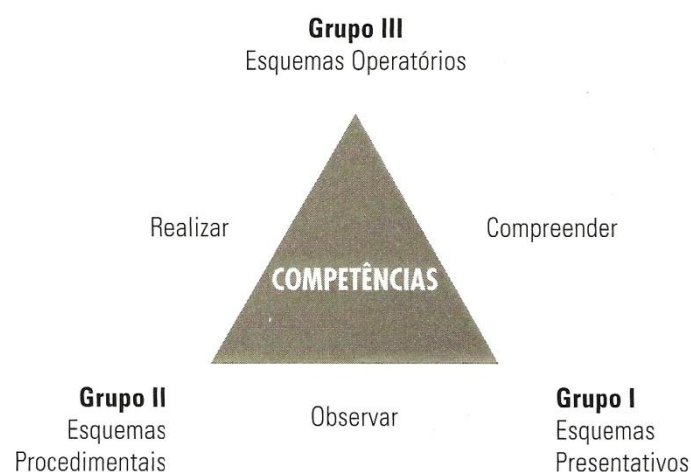 Grupo III
Esquemas Operatórios
Realizar
Compreender
COMPETÊNCIAS
Grupo II
Esquemas
Procedimentais
Observar
Grupo I
Esquemas
Presentativos